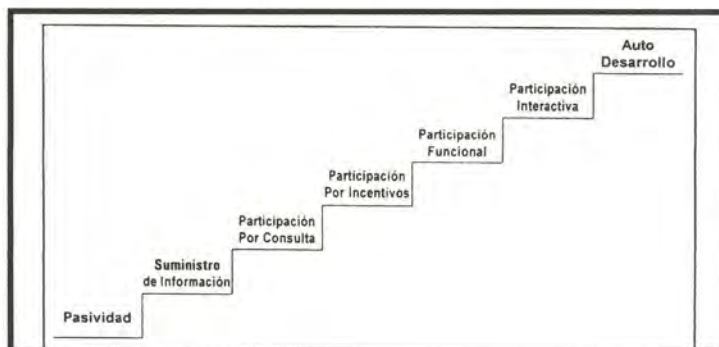 Auto
Desarrollo
Participación
Interactiva
Participación
Funcional
Participación
Por Incentivos
Participación
Por Consulta
Suministro
de Información
Pasividad